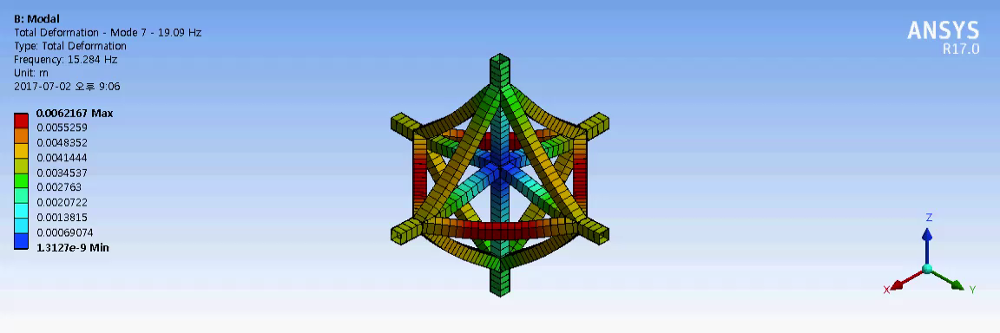 B: Modal
Total Deformation - Mode 7 - 19.09 Hz
Type: Total Deformation
Frequency: 15.284 Hz
Unit: m
2017-07-02 오후 9:06
0.0062167 Max
0.0055259
0.0048352
0.0041444
0.0034537
0.002763
0.0020722
0.0013815
0.00069074
1.3127e-9 Min
ANSYS
R17.0
Z
X
Y